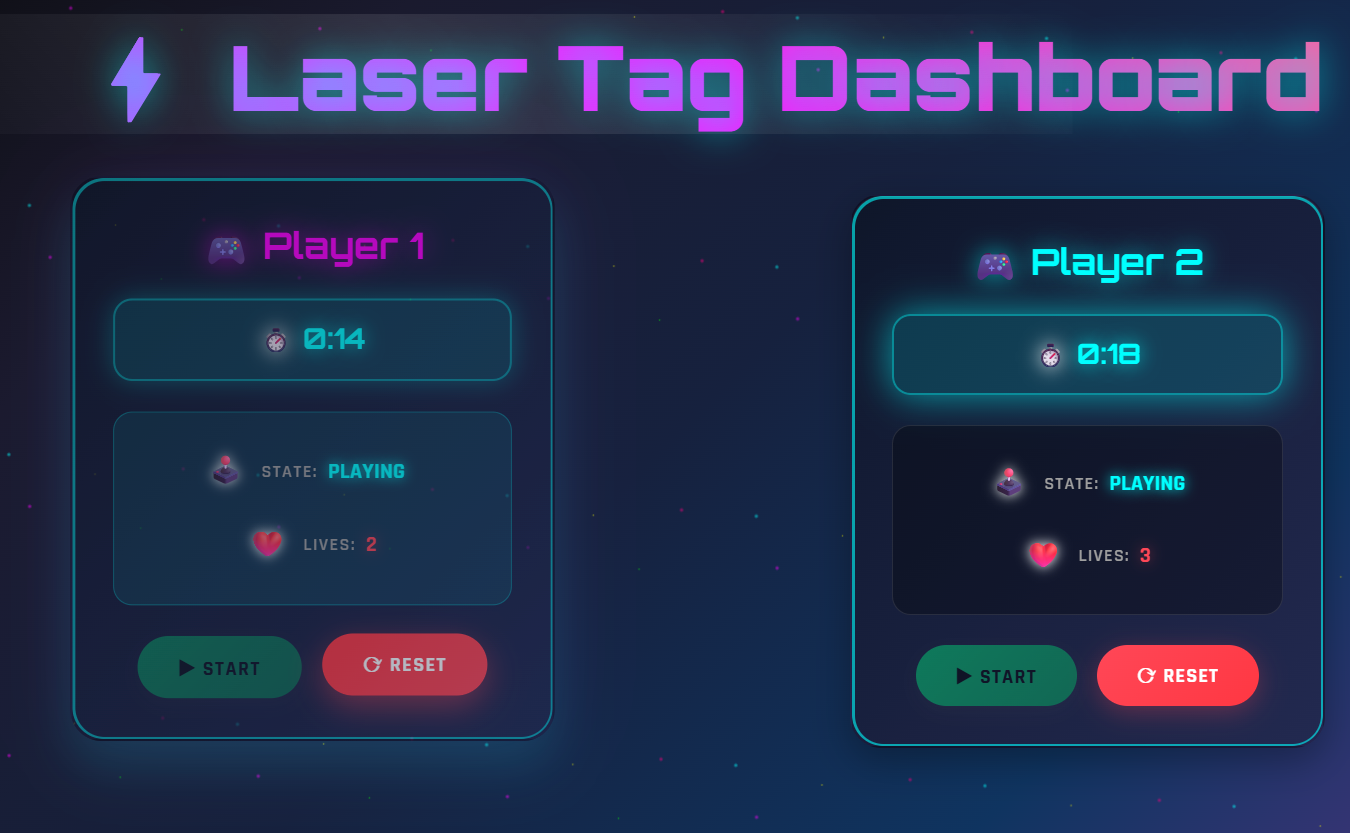 Laser Tag Dashboard
Player 1
0:14
STATE: PLAYING
LIVES: 2
START
RESET
Player 2
0:18
STATE: PLAYING
LIVES: 3
START
RESET